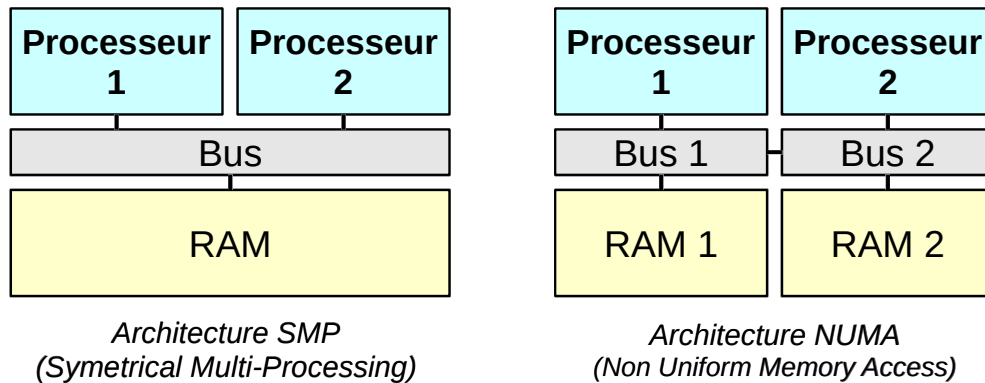 Processeur
1
Processeur
2
Bus
RAM
Architecture SMP
(Symetrical Multi-Processing)
Processeur
1
Processeur
2
Bus 1
Bus 2
RAM 1
RAM 2
Architecture NUMA
(Non Uniform Memory Access)